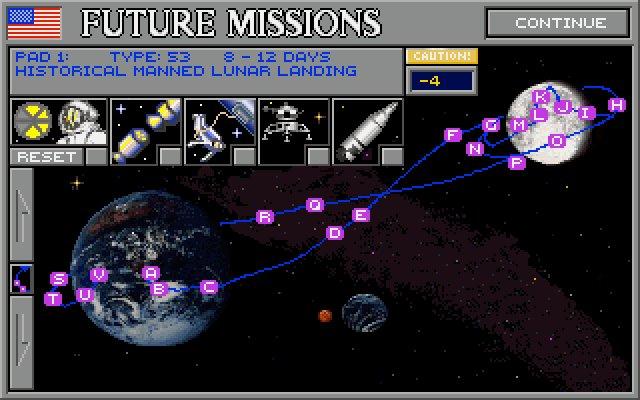 FUTURE MISSIONS
CONTINUE
PAD 1: TYPE: 53 8 - 12 DAYS
HISTORICAL MANNED LUNAR LANDING
CAUTION!
-4
RESET
K
J
H
L
I
G
M
F
O
N
P
R
Q
E
D
A
V
S
B
C
U
T